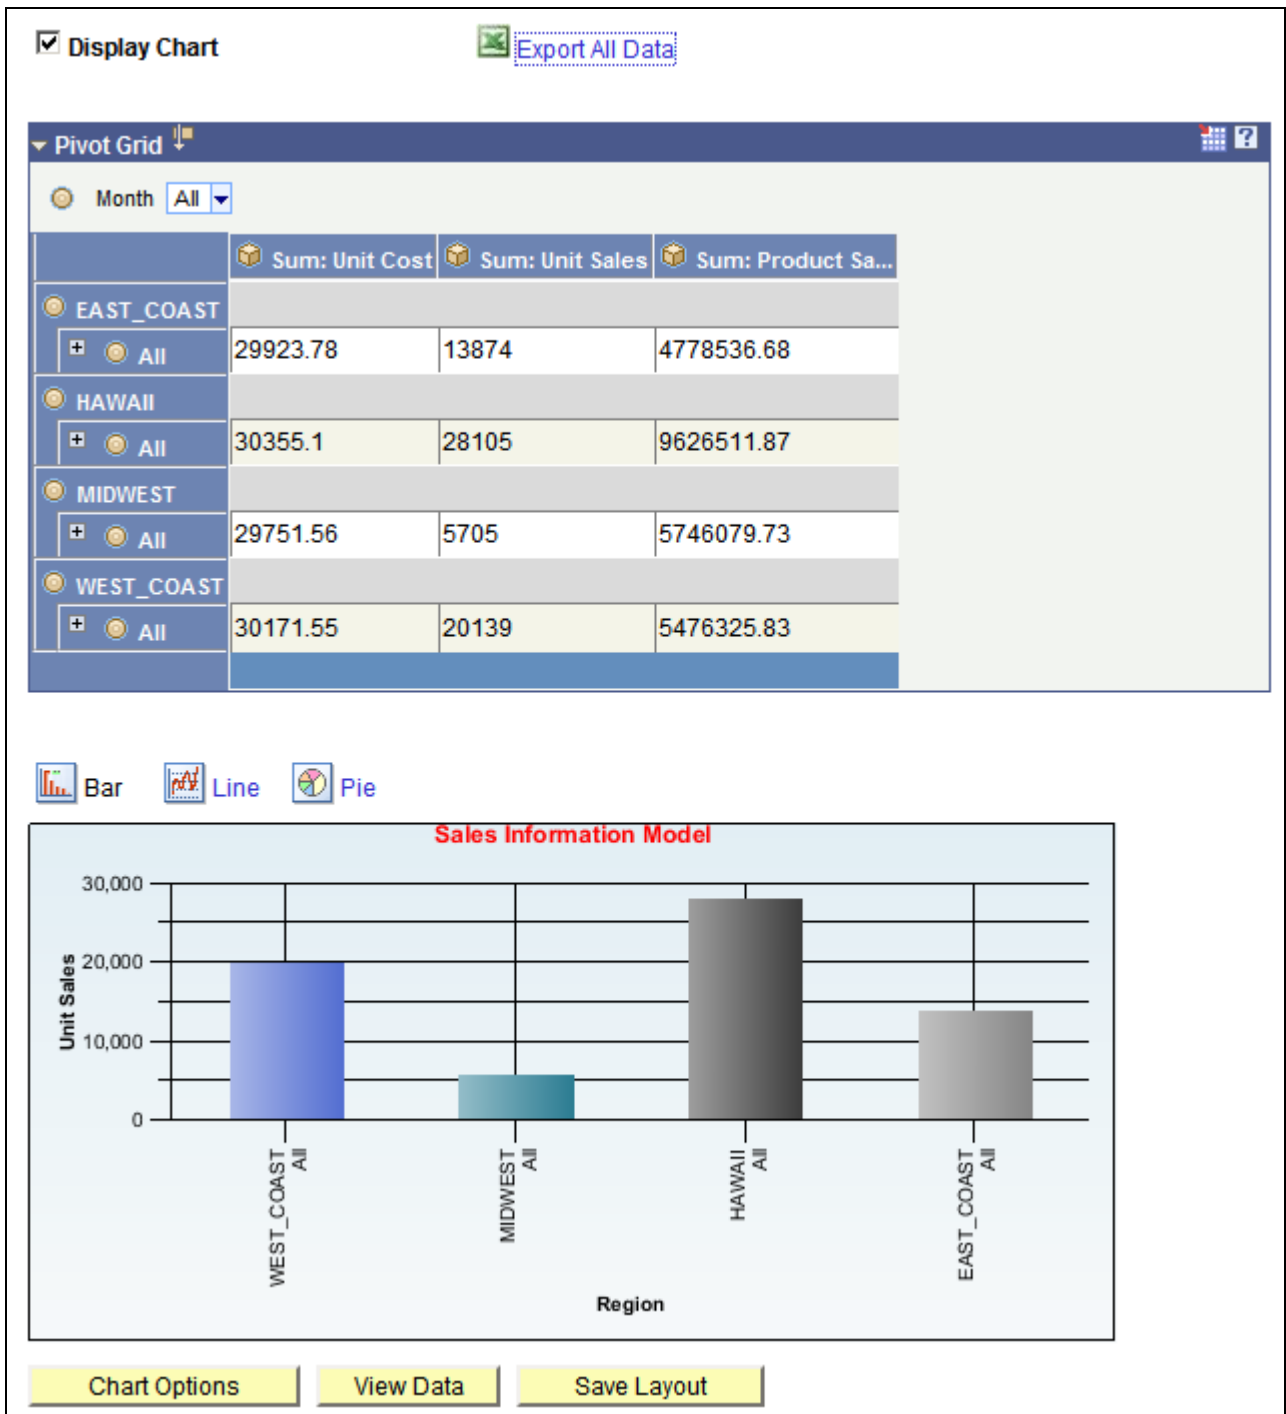 Display Chart
Export All Data
Pivot Grid
Month All
Sum: Unit Cost Sum: Unit Sales Sum: Product Sa...
EAST_COAST
All 29923.78 13874 4778536.68
HAWAII
All 30355.1 28105 9626511.87
MIDWEST
All 29751.56 5705 5746079.73
WEST_COAST
All 30171.55 20139 5476325.83
Bar Line Pie
Sales Information Model
30,000
20,000
10,000
0
Unit Sales
WEST_COAST
All
MIDWEST
All
HAWAII
All
EAST_COAST
All
Region
Chart Options View Data Save Layout